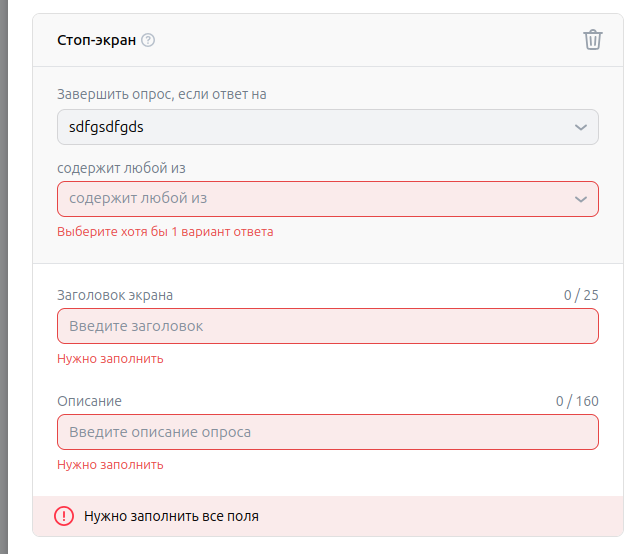 Стоп-экран ?
Завершить опрос, если ответ на
sdfgsdfgds
содержит любой из
содержит любой из
Выберите хотя бы 1 вариант ответа
Заголовок экрана 0 / 25
Введите заголовок
Нужно заполнить
Описание 0 / 160
Введите описание опроса
Нужно заполнить
Нужно заполнить все поля